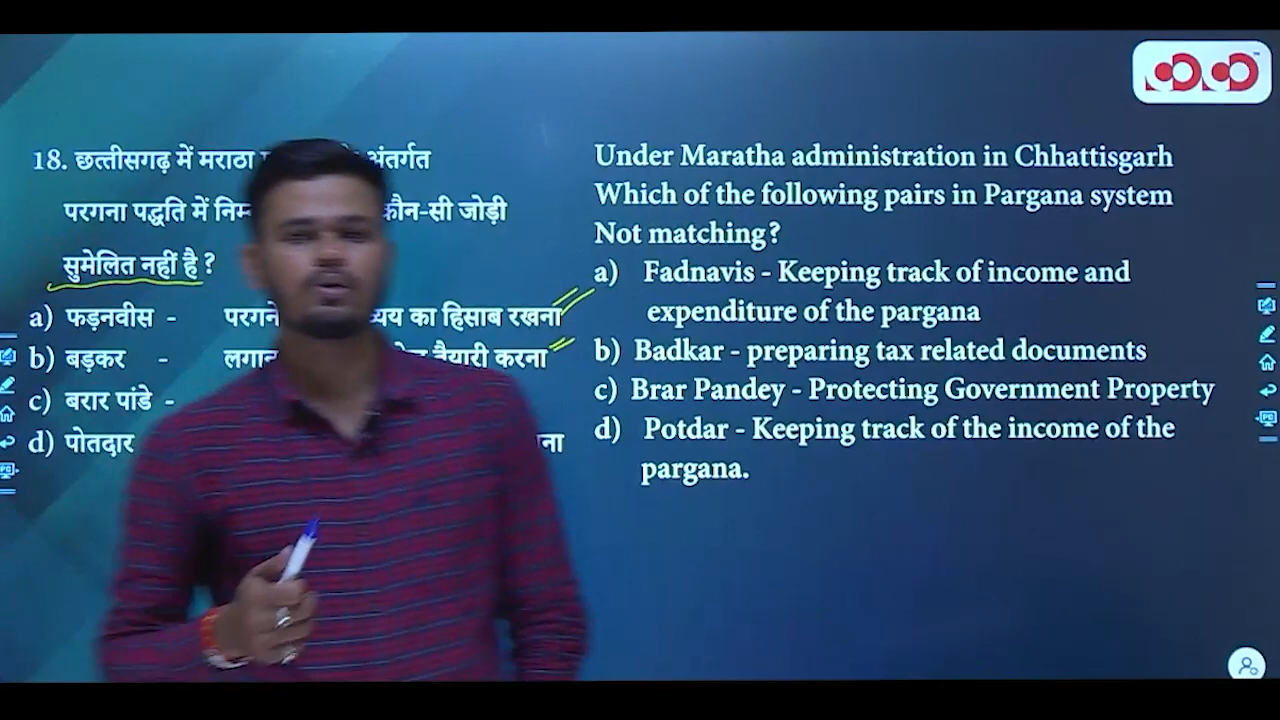 18. छत्तीसगढ़ में मराठा अंतर्गत
परगना पद्धति में कौन-सी जोड़ी
सुमेलित नहीं है ?
a) फड़नवीस - परगने का हिसाब रखना
b) बड़कर - तैयारी करना
c) बरार पांडे -
d) पोतदार
Under Maratha administration in Chhattisgarh
Which of the following pairs in Pargana system
Not matching?
a) Fadnavis - Keeping track of income and
expenditure of the pargana
b) Badkar - preparing tax related documents
c) Brar Pandey - Protecting Government Property
d) Potdar - Keeping track of the income of the
pargana.